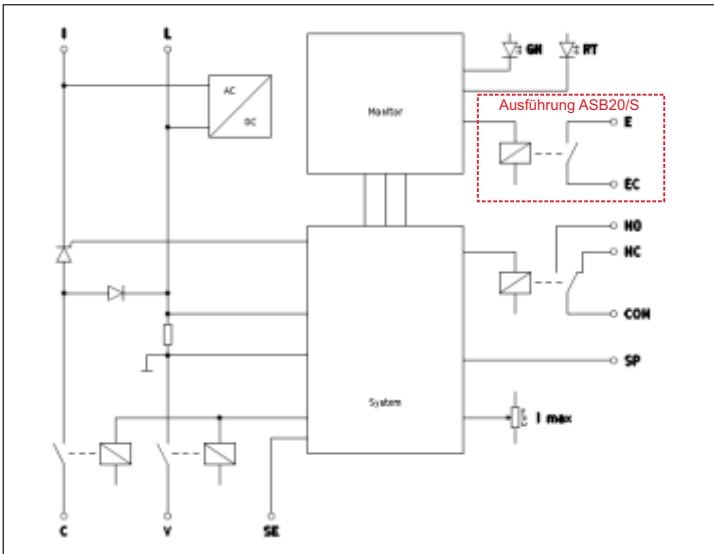 I L
GN RT
AC
DC
Monitor
Ausführung ASB20/S
E
EC
NO
NC
COM
SP
System
I max
C V SE